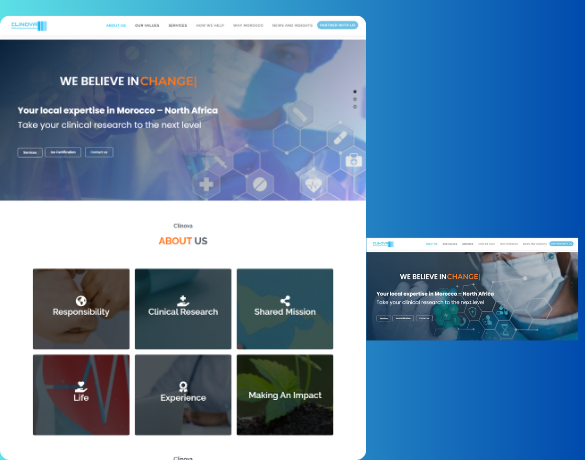 CLINOVA
ABOUT US OUR VALUES SERVICES HOW WE HELP WHY MOROCCO NEWS AND INSIGHTS PARTNER WITH US
WE BELIEVE IN CHANGE|
Your local expertise in Morocco – North Africa
Take your clinical research to the next level
Services Contact us
Clinova
ABOUT US
Responsibility
Clinical Research
Shared Mission
Life
Experience
Making An Impact
Clinova
CLINOVA
WE BELIEVE IN CHANGE|
Your local expertise in Morocco – North Africa
Take your clinical research to the next level